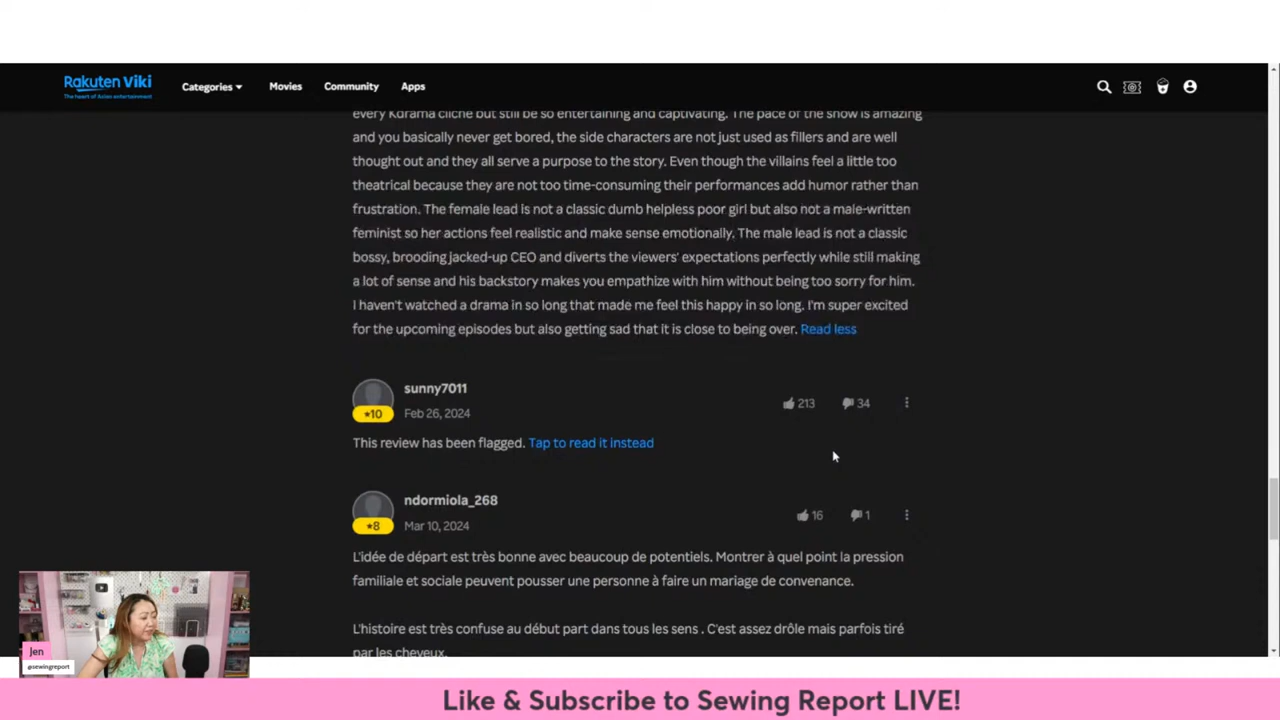 Rakuten Viki
The heart of Asian entertainment
Categories
Movies
Community
Apps
every Kdrama cliche but still be so entertaining and captivating. The pace of the show is amazing
and you basically never get bored, the side characters are not just used as fillers and are well
thought out and they all serve a purpose to the story. Even though the villains feel a little too
theatrical because they are not too time-consuming their performances add humor rather than
frustration. The female lead is not a classic dumb helpless poor girl but also not a male-written
feminist so her actions feel realistic and make sense emotionally. The male lead is not a classic
bossy, brooding jacked-up CEO and diverts the viewers' expectations perfectly while still making
a lot of sense and his backstory makes you empathize with him without being too sorry for him.
I haven't watched a drama in so long that made me feel this happy in so long. I'm super excited
for the upcoming episodes but also getting sad that it is close to being over. Read less
sunny7011
10
Feb 26, 2024
213
34
This review has been flagged. Tap to read it instead
ndormiola_268
8
Mar 10, 2024
16
1
L'idée de départ est très bonne avec beaucoup de potentiels. Montrer à quel point la pression
familiale et sociale peuvent pousser une personne à faire un mariage de convenance.
L'histoire est très confuse au début part dans tous les sens . C'est assez drôle mais parfois tiré
par les cheveux.
Jen
@sewingreport
Like & Subscribe to Sewing Report LIVE!